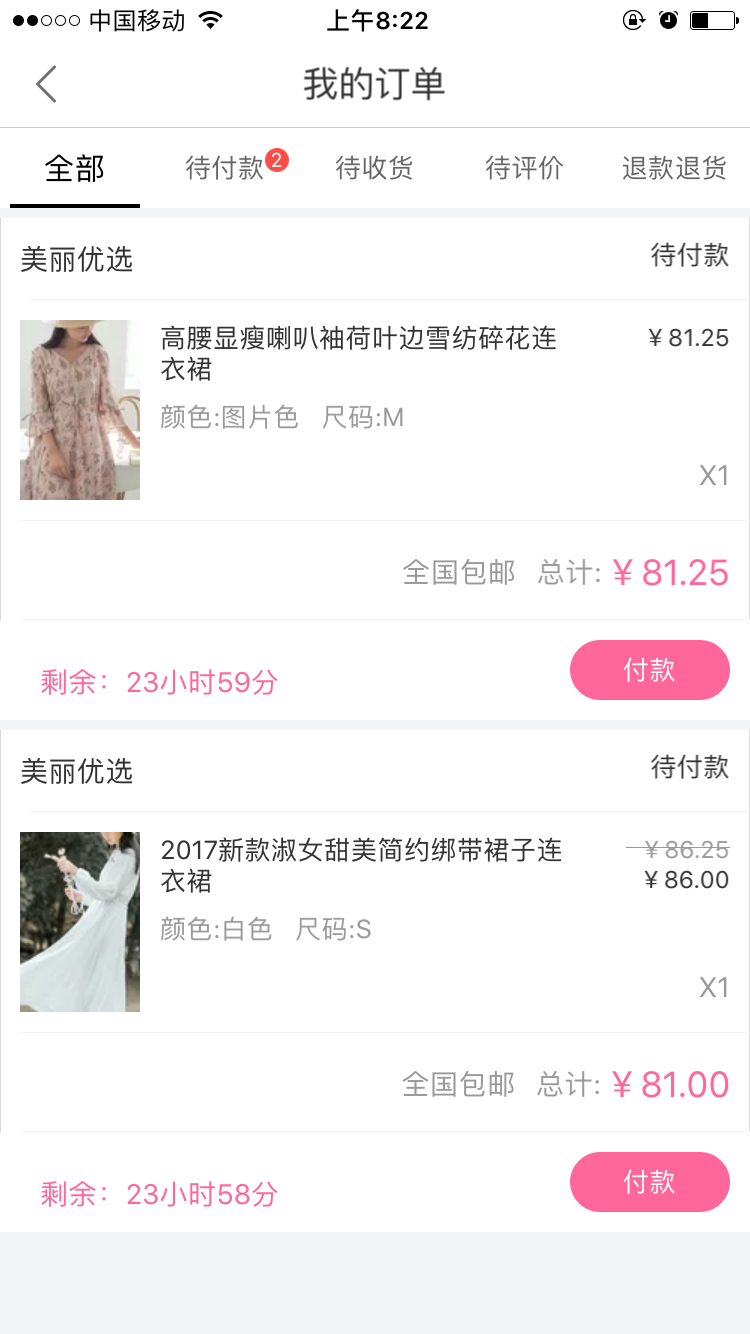 中国移动 上午8:22
我的订单
全部 待付款 2 待收货 待评价 退款退货
美丽优选 待付款
高腰显瘦喇叭袖荷叶边雪纺碎花连 ¥ 81.25
衣裙
颜色:图片色 尺码:M
X1
全国包邮 总计: ¥ 81.25
剩余：23小时59分 付款
美丽优选 待付款
2017新款淑女甜美简约绑带裙子连 ¥ 86.25
衣裙 ¥ 86.00
颜色:白色 尺码:S
X1
全国包邮 总计: ¥ 81.00
剩余：23小时58分 付款